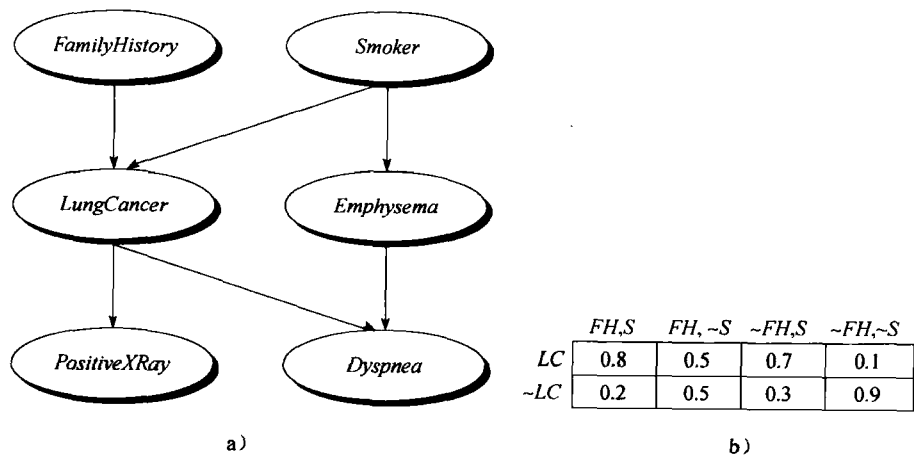 FamilyHistory
Smoker
LungCancer
Emphysema
PositiveXRay
Dyspnea
a）
FH,S FH, ~S ~FH,S ~FH,~S
LC 0.8 0.5 0.7 0.1
~LC 0.2 0.5 0.3 0.9
b）